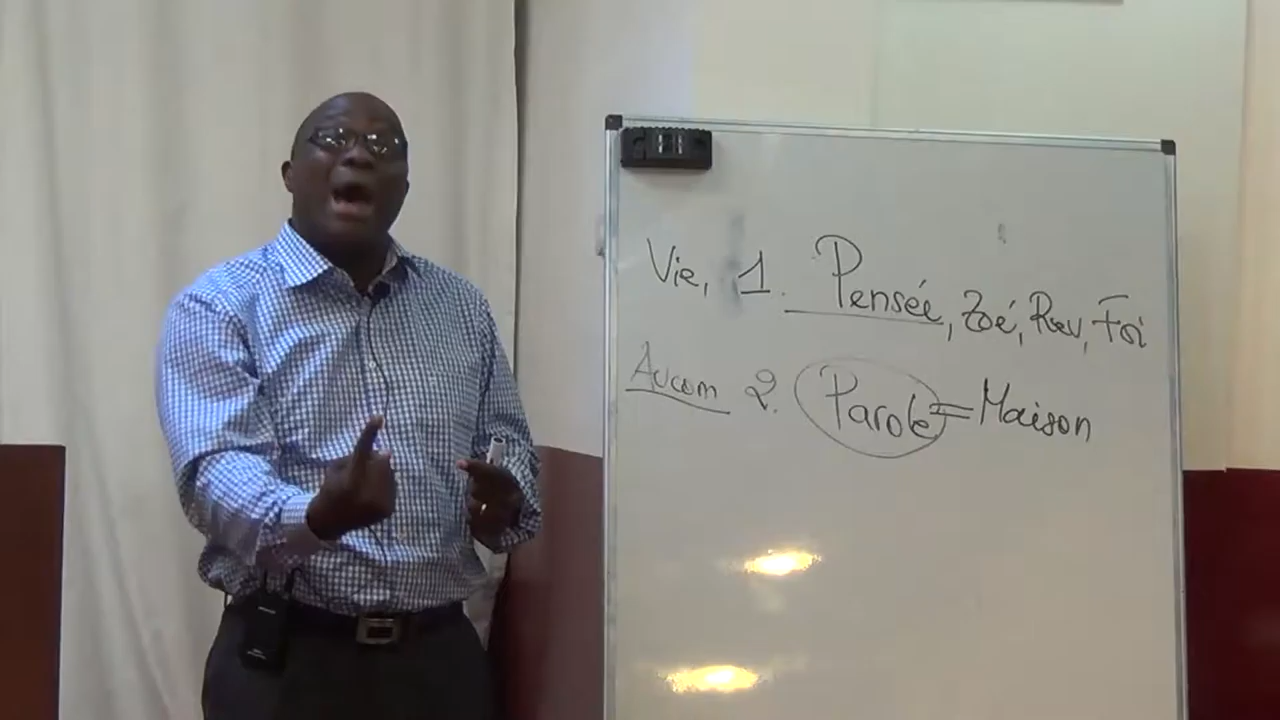 Vie, 1. Pensée, Zoé, Rev, Foi
Aucom 2. Parole = Maison